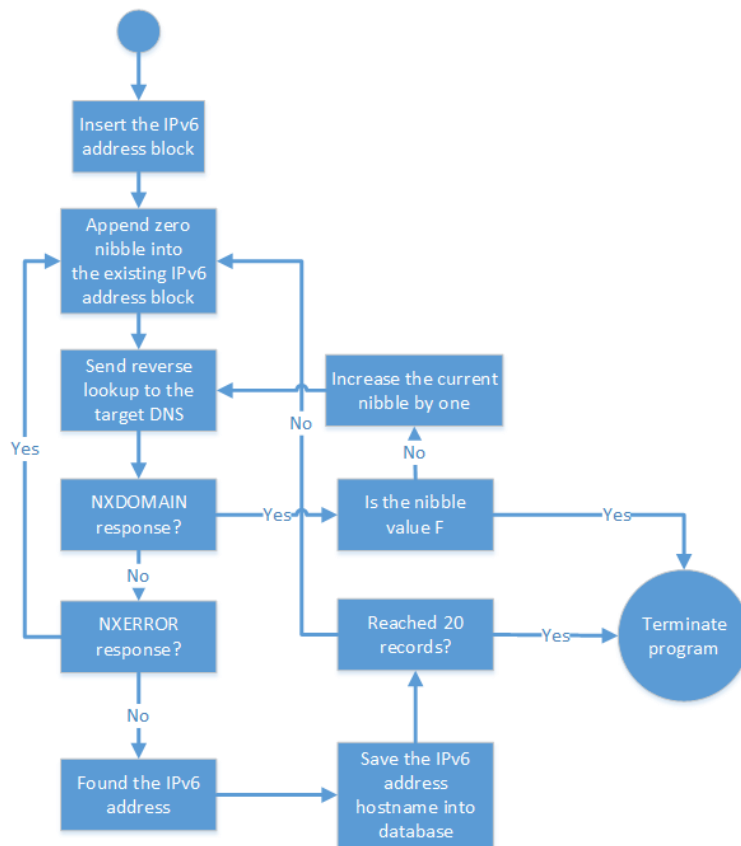 Insert the IPv6
address block
Append zero
nibble into
the existing IPv6
address block
Send reverse
lookup to the
target DNS
Increase the current
nibble by one
No
Yes
No
NXDOMAIN
response?
Yes
Is the nibble
value F
Yes
No
NXERROR
response?
Reached 20
records?
Yes
Terminate
program
No
Found the IPv6
address
Save the IPv6
address
hostname into
database